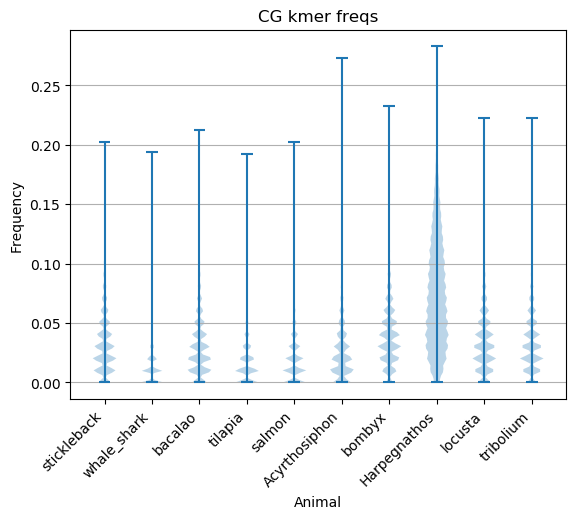 CG kmer freqs
Frequency
0.25
0.20
0.15
0.10
0.05
0.00
stickleback
whale_shark
bacalao
tilapia
salmon
Acyrthosiphon
bombyx
Harpegnathos
locusta
tribolium
Animal